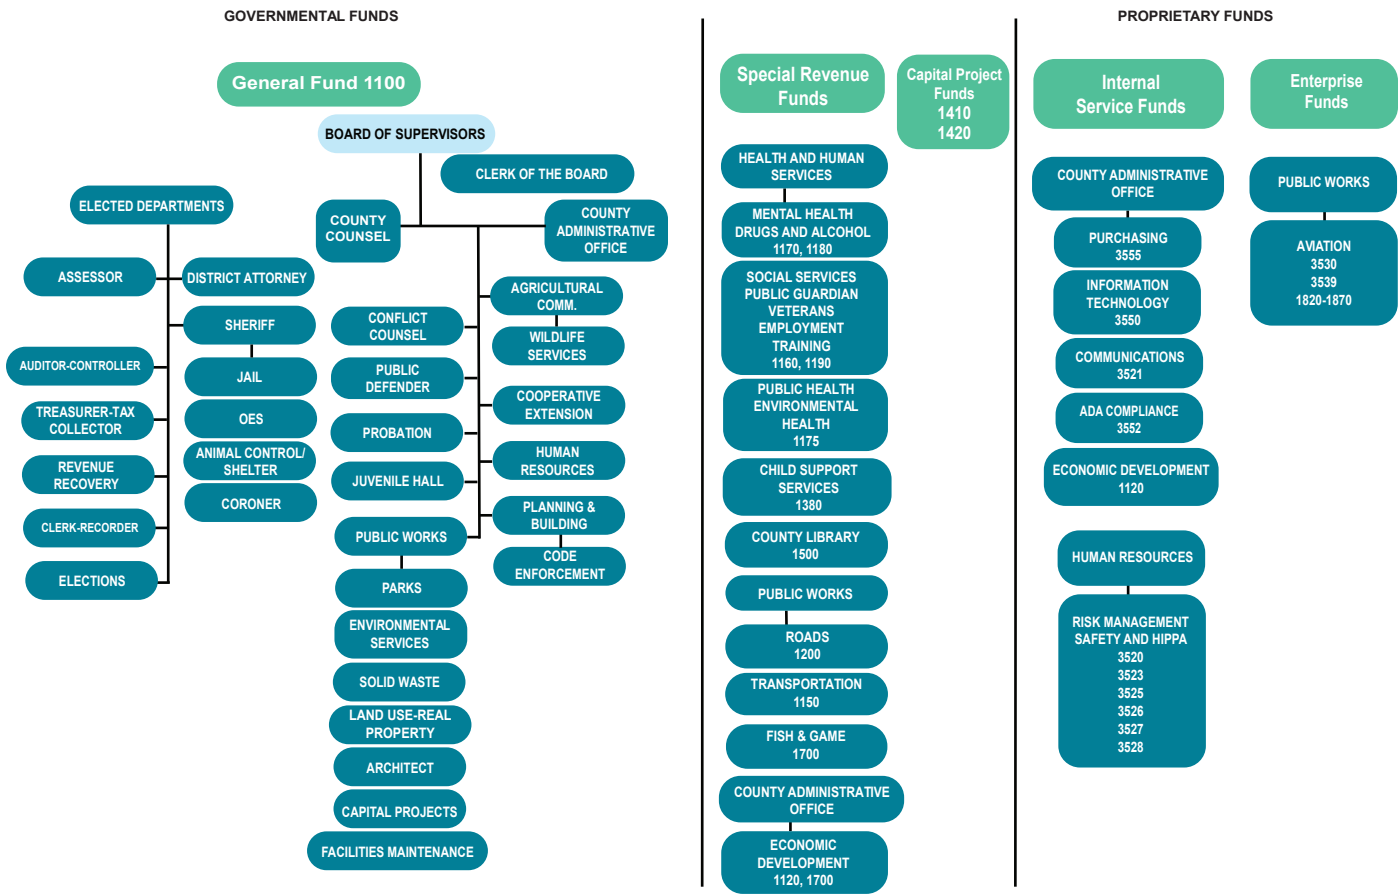 GOVERNMENTAL FUNDS
General Fund 1100
BOARD OF SUPERVISORS
CLERK OF THE BOARD
ELECTED DEPARTMENTS
COUNTY
COUNSEL
COUNTY
ADMINISTRATIVE
OFFICE
ASSESSOR
DISTRICT ATTORNEY
SHERIFF
AUDITOR-CONTROLLER
JAIL
TREASURER-TAX
COLLECTOR
OES
REVENUE
RECOVERY
ANIMAL CONTROL/
SHELTER
CORONER
CLERK-RECORDER
ELECTIONS
CONFLICT
COUNSEL
PUBLIC
DEFENDER
PROBATION
JUVENILE HALL
PUBLIC WORKS
PARKS
ENVIRONMENTAL
SERVICES
SOLID WASTE
LAND USE-REAL
PROPERTY
ARCHITECT
CAPITAL PROJECTS
FACILITIES MAINTENANCE
AGRICULTURAL
COMM.
WILDLIFE
SERVICES
COOPERATIVE
EXTENSION
HUMAN
RESOURCES
PLANNING &
BUILDING
CODE
ENFORCEMENT
Special Revenue
Funds
HEALTH AND HUMAN
SERVICES
MENTAL HEALTH
DRUGS AND ALCOHOL
1170, 1180
SOCIAL SERVICES
PUBLIC GUARDIAN
VETERANS
EMPLOYMENT
TRAINING
1160, 1190
PUBLIC HEALTH
ENVIRONMENTAL
HEALTH
1175
CHILD SUPPORT
SERVICES
1380
COUNTY LIBRARY
1500
PUBLIC WORKS
ROADS
1200
TRANSPORTATION
1150
FISH & GAME
1700
COUNTY ADMINISTRATIVE
OFFICE
ECONOMIC
DEVELOPMENT
1120, 1700
Capital Project
Funds
1410
1420
PROPRIETARY FUNDS
Internal
Service Funds
COUNTY ADMINISTRATIVE
OFFICE
PURCHASING
3555
INFORMATION
TECHNOLOGY
3550
COMMUNICATIONS
3521
ADA COMPLIANCE
3552
ECONOMIC DEVELOPMENT
1120
HUMAN RESOURCES
RISK MANAGEMENT
SAFETY AND HIPPA
3520
3523
3525
3526
3527
3528
Enterprise
Funds
PUBLIC WORKS
AVIATION
3530
3539
1820-1870